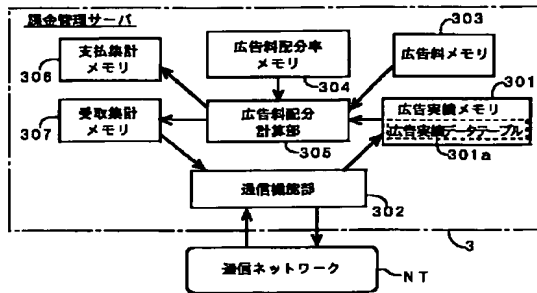 課金管理サーバ
支払集計
メモリ
306
広告料配分率
メモリ
304
広告料メモリ
303
301
受取集計
メモリ
307
広告料配分
計算部
305
広告実績メモリ
広告実績データテーブル
301a
通信機能部
302
3
通信ネットワーク
NT